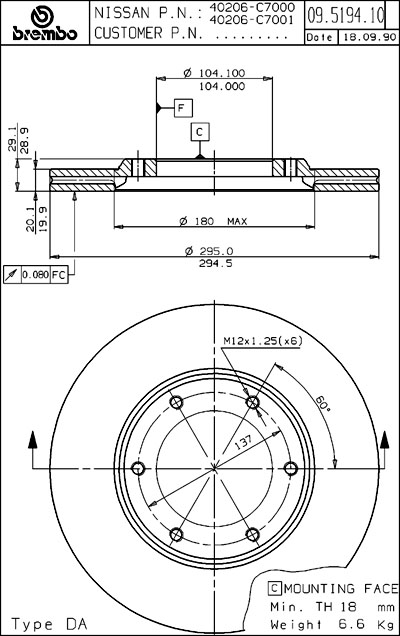 brembo
NISSAN P.N.: 40206-C7000
40206-C7001
CUSTOMER P.N. .........
09.5194.10
Date 18.09.90
Ø 104.100
104.000
F
C
29.1
28.9
20.1
19.9
Ø 180 MAX
Ø 295.0
294.5
0.080 FC
M12x1.25(x6)
60°
137
C MOUNTING FACE
Min. TH 18 mm
Weight 6.6 Kg
Type DA